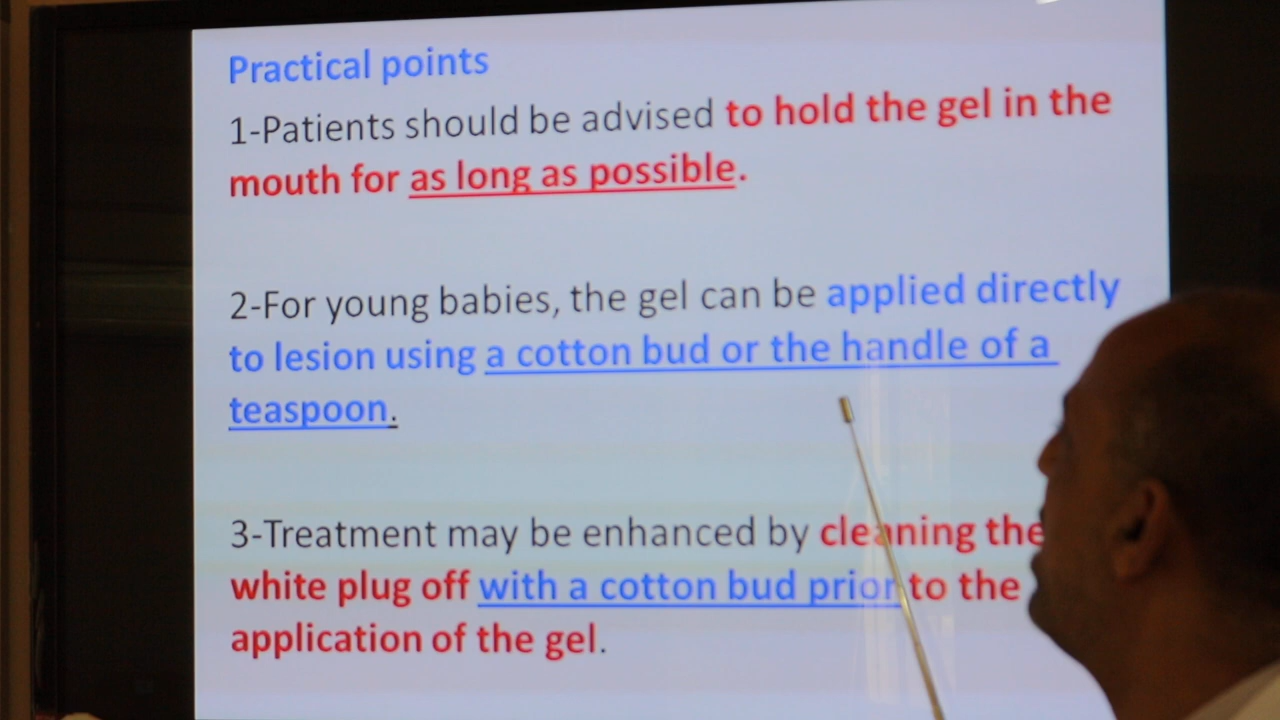 Practical points
1-Patients should be advised to hold the gel in the
mouth for as long as possible.
2-For young babies, the gel can be applied directly
to lesion using a cotton bud or the handle of a
teaspoon.
3-Treatment may be enhanced by cleaning the
white plug off with a cotton bud prior to the
application of the gel.